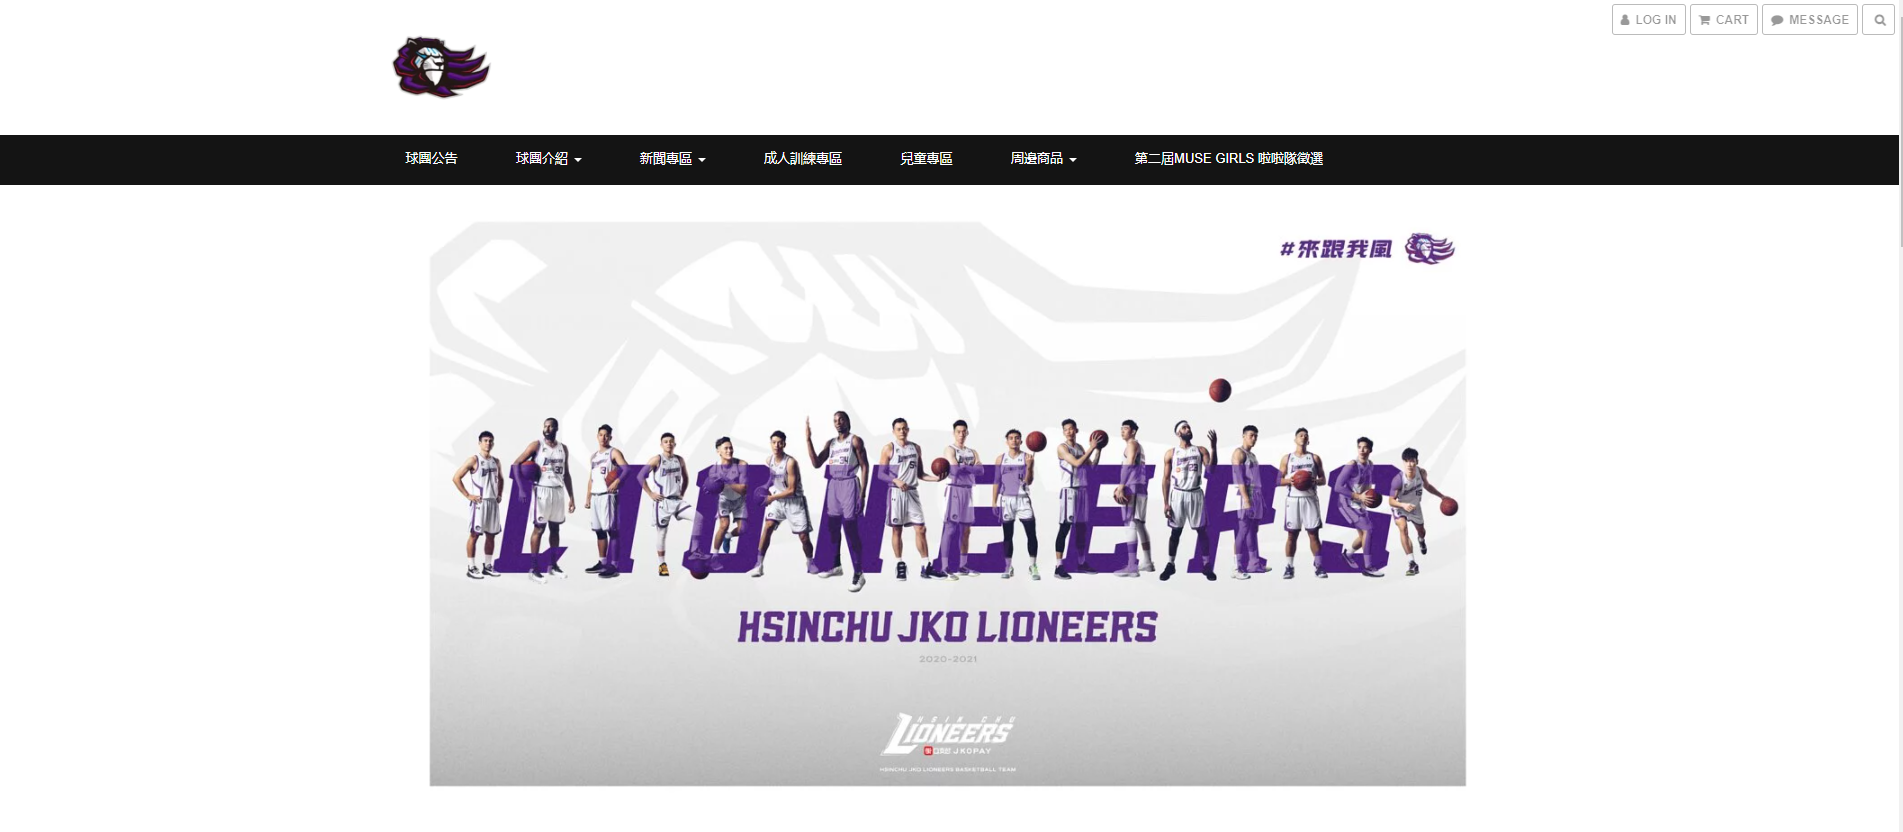 LOG IN
CART
MESSAGE
球團公告
球團介紹
新聞專區
成人訓練專區
兒童專區
周邊商品
第二屆MUSE GIRLS 啦啦隊徵選
#來跟我風
LIONEERS
HSINCHU JKO LIONEERS
2020-2021
HSIN CHU
LIONEERS
JKOPAY
HSINCHU JKO LIONEERS BASKETBALL TEAM